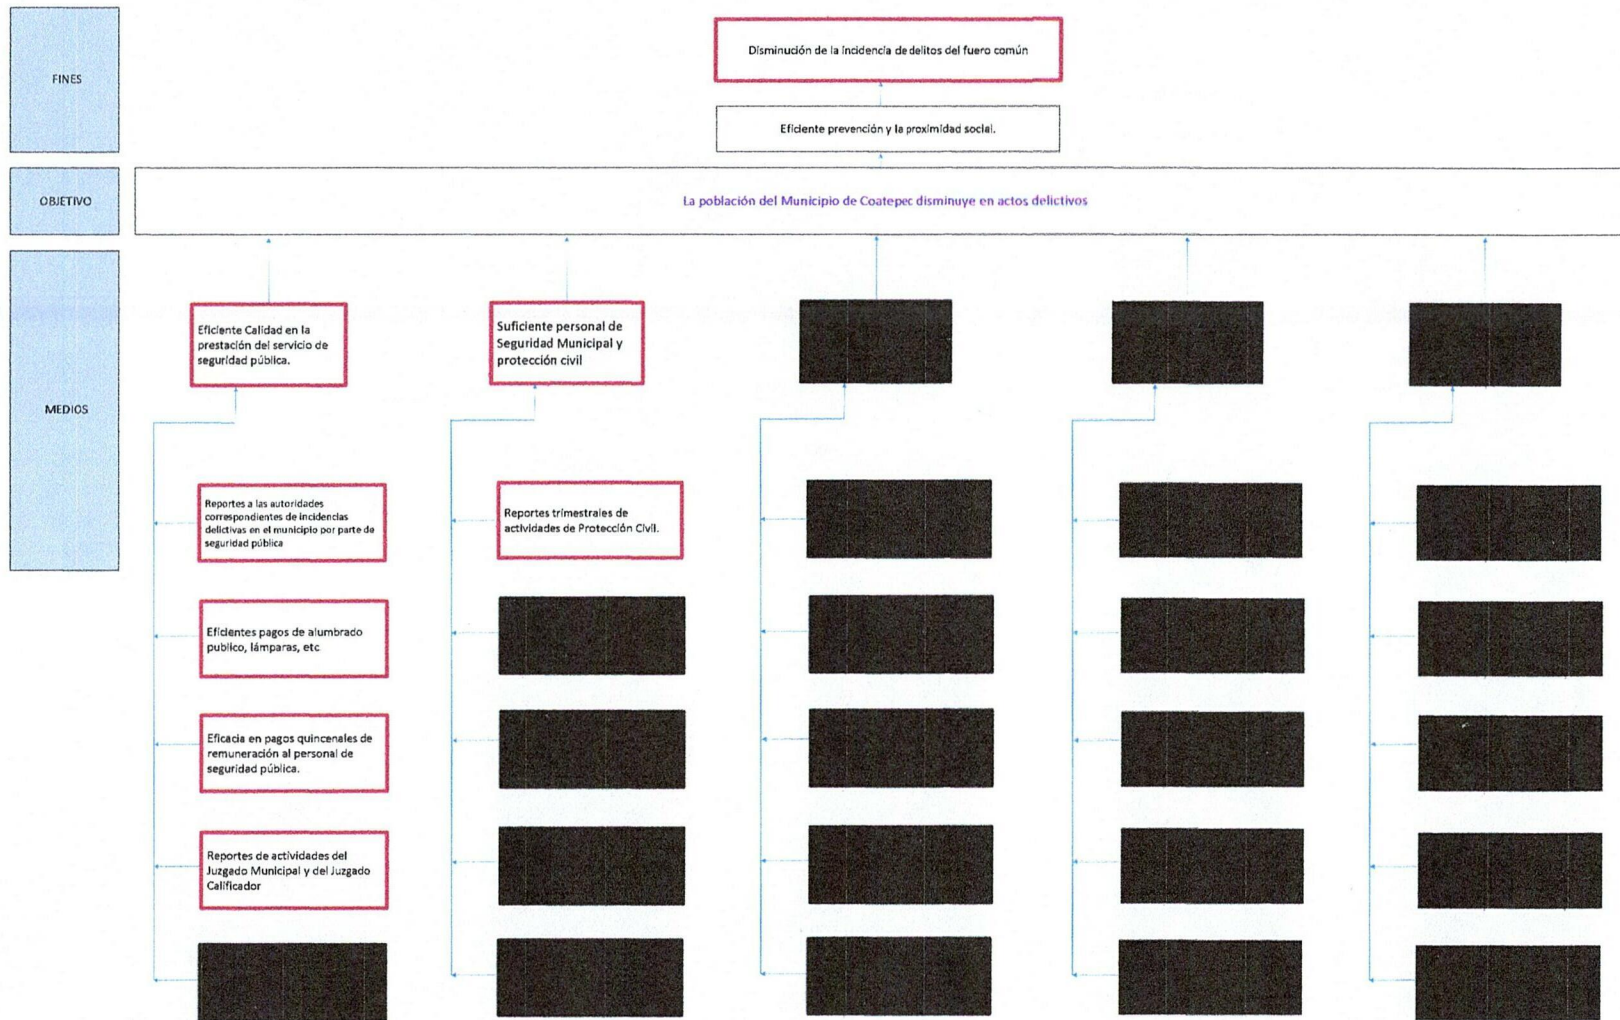 FINES
Disminución de la incidencia de delitos del fuero común
Eficiente prevención y la proximidad social.
OBJETIVO
La población del Municipio de Coatepec disminuye en actos delictivos
MEDIOS
Eficiente Calidad en la
prestación del servicio de
seguridad pública.
Suficiente personal de
Seguridad Municipal y
protección civil
Reportes a las autoridades
correspondientes de incidencias
delictivas en el municipio por parte de
seguridad pública
Reportes trimestrales de
actividades de Protección Civil.
Eficientes pagos de alumbrado
publico, lámparas, etc
Eficacia en pagos quincenales de
remuneración al personal de
seguridad pública.
Reportes de actividades del
Juzgado Municipal y del Juzgado
Calificador